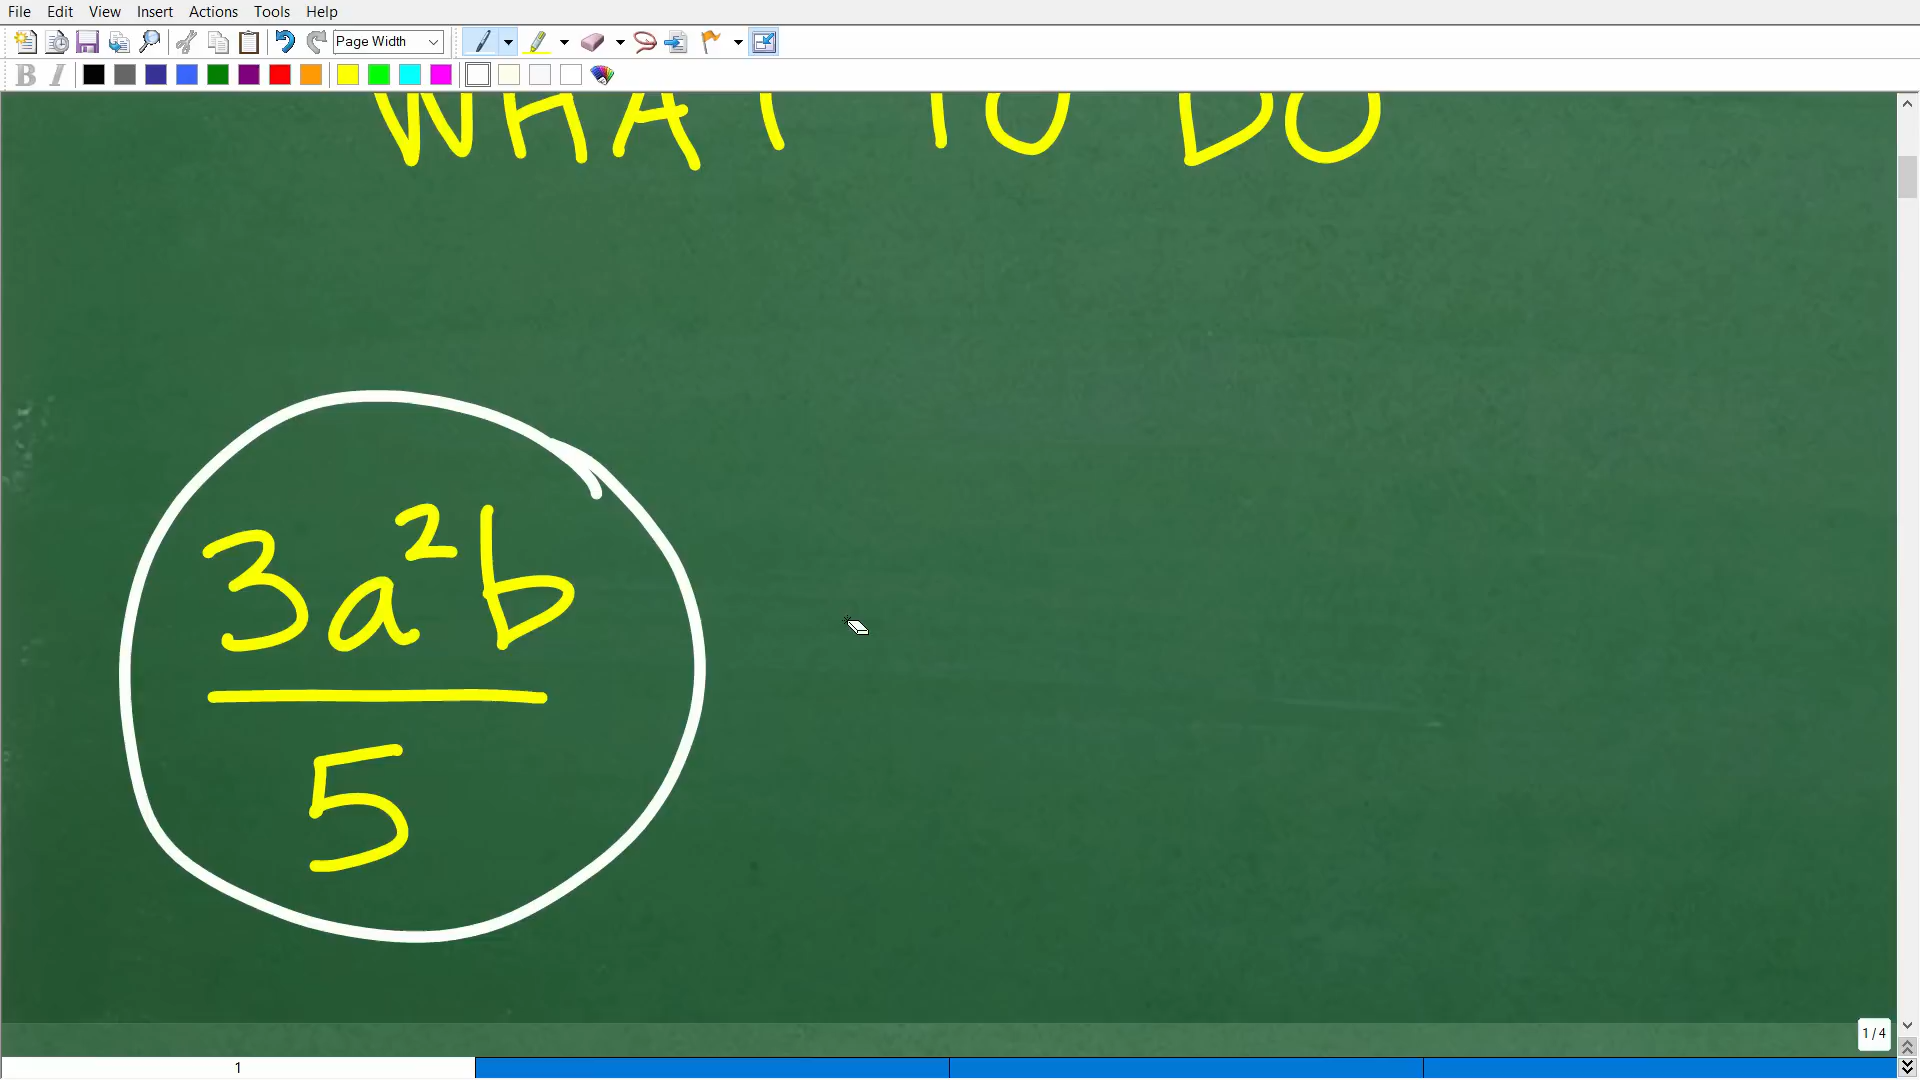 File Edit View Insert Actions Tools Help
Page Width
B I
WHAT TO DO
3a²b
5
1 / 4
1